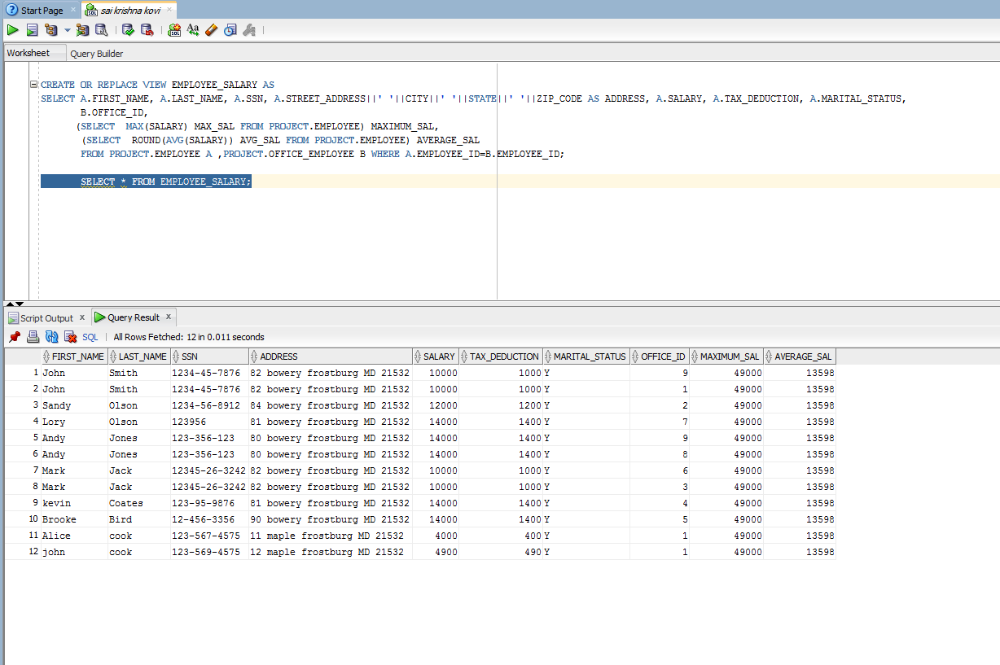 Start Page sai krishna kovi
Worksheet Query Builder
CREATE OR REPLACE VIEW EMPLOYEE_SALARY AS
SELECT A.FIRST_NAME, A.LAST_NAME, A.SSN, A.STREET_ADDRESS||' '||CITY||' '||STATE||' '||ZIP_CODE AS ADDRESS, A.SALARY, A.TAX_DEDUCTION, A.MARITAL_STATUS,
B.OFFICE_ID,
(SELECT MAX(SALARY) MAX_SAL FROM PROJECT.EMPLOYEE) MAXIMUM_SAL,
(SELECT ROUND(AVG(SALARY)) AVG_SAL FROM PROJECT.EMPLOYEE) AVERAGE_SAL
FROM PROJECT.EMPLOYEE A ,PROJECT.OFFICE_EMPLOYEE B WHERE A.EMPLOYEE_ID=B.EMPLOYEE_ID;
SELECT * FROM EMPLOYEE_SALARY;
Script Output Query Result
SQL All Rows Fetched: 12 in 0.011 seconds
FIRST_NAME LAST_NAME SSN ADDRESS SALARY TAX_DEDUCTION MARITAL_STATUS OFFICE_ID MAXIMUM_SAL AVERAGE_SAL
1 John Smith 1234-45-7876 82 bowery frostburg MD 21532 10000 1000 Y 9 49000 13598
2 John Smith 1234-45-7876 82 bowery frostburg MD 21532 10000 1000 Y 1 49000 13598
3 Sandy Olson 1234-56-8912 84 bowery frostburg MD 21532 12000 1200 Y 2 49000 13598
4 Lory Olson 123956 81 bowery frostburg MD 21532 14000 1400 Y 7 49000 13598
5 Andy Jones 123-356-123 80 bowery frostburg MD 21532 14000 1400 Y 9 49000 13598
6 Andy Jones 123-356-123 80 bowery frostburg MD 21532 14000 1400 Y 8 49000 13598
7 Mark Jack 12345-26-3242 82 bowery frostburg MD 21532 10000 1000 Y 6 49000 13598
8 Mark Jack 12345-26-3242 82 bowery frostburg MD 21532 10000 1000 Y 3 49000 13598
9 kevin Coates 123-95-9876 81 bowery frostburg MD 21532 14000 1400 Y 4 49000 13598
10 Brooke Bird 12-456-3356 90 bowery frostburg MD 21532 14000 1400 Y 5 49000 13598
11 Alice cook 123-567-4575 11 maple frostburg MD 21532 4000 400 Y 1 49000 13598
12 john cook 123-569-4575 12 maple frostburg MD 21532 4900 490 Y 1 49000 13598